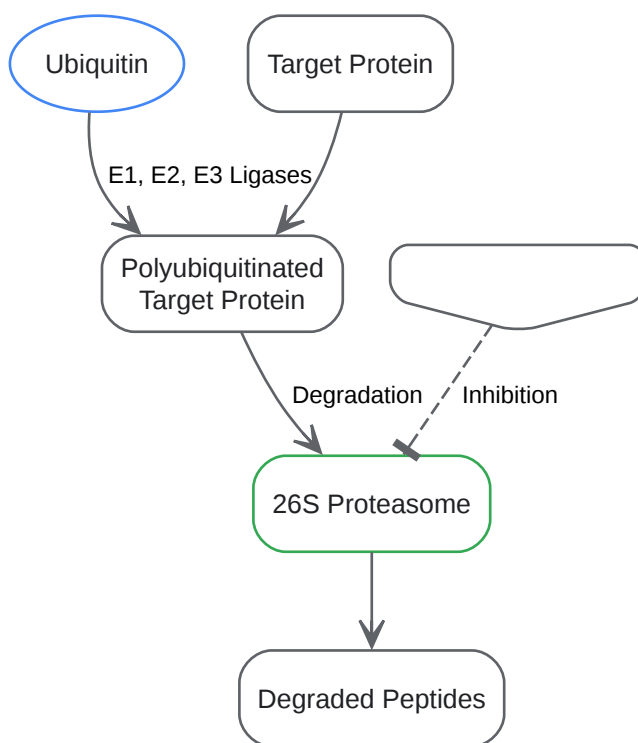 Ubiquitin
Target Protein
E1, E2, E3 Ligases
Polyubiquitinated
Target Protein
Degradation
Inhibition
26S Proteasome
Degraded Peptides